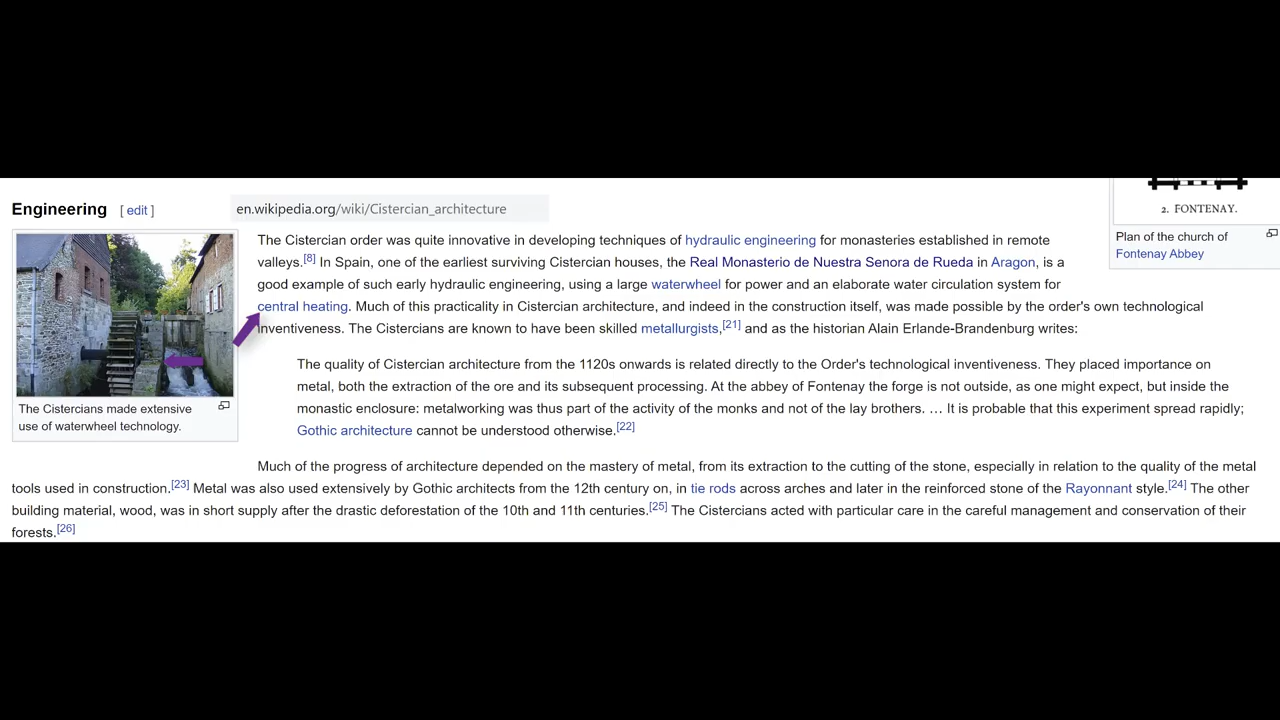 Engineering [ edit ]
en.wikipedia.org/wiki/Cistercian_architecture
2. FONTENAY.
Plan of the church of
Fontenay Abbey
The Cistercians made extensive
use of waterwheel technology.
The Cistercian order was quite innovative in developing techniques of hydraulic engineering for monasteries established in remote
valleys.[8] In Spain, one of the earliest surviving Cistercian houses, the Real Monasterio de Nuestra Senora de Rueda in Aragon, is a
good example of such early hydraulic engineering, using a large waterwheel for power and an elaborate water circulation system for
central heating. Much of this practicality in Cistercian architecture, and indeed in the construction itself, was made possible by the order's own technological
inventiveness. The Cistercians are known to have been skilled metallurgists,[21] and as the historian Alain Erlande-Brandenburg writes:
The quality of Cistercian architecture from the 1120s onwards is related directly to the Order's technological inventiveness. They placed importance on
metal, both the extraction of the ore and its subsequent processing. At the abbey of Fontenay the forge is not outside, as one might expect, but inside the
monastic enclosure: metalworking was thus part of the activity of the monks and not of the lay brothers. … It is probable that this experiment spread rapidly;
Gothic architecture cannot be understood otherwise.[22]
Much of the progress of architecture depended on the mastery of metal, from its extraction to the cutting of the stone, especially in relation to the quality of the metal
tools used in construction.[23] Metal was also used extensively by Gothic architects from the 12th century on, in tie rods across arches and later in the reinforced stone of the Rayonnant style.[24] The other
building material, wood, was in short supply after the drastic deforestation of the 10th and 11th centuries.[25] The Cistercians acted with particular care in the careful management and conservation of their
forests.[26]